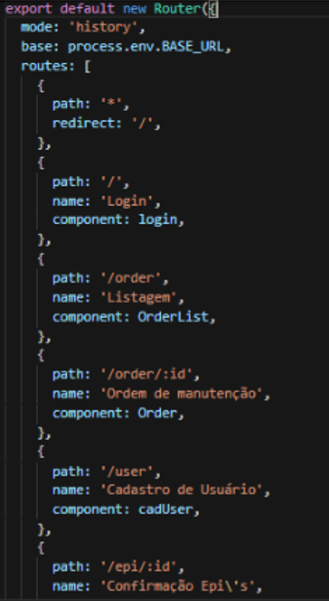 export default new Router({
mode: 'history',
base: process.env.BASE_URL,
routes: [
{
path: '*',
redirect: '/',
},
{
path: '/',
name: 'Login',
component: login,
},
{
path: '/order',
name: 'Listagem',
component: OrderList,
},
{
path: '/order/:id',
name: 'Ordem de manutenção',
component: Order,
},
{
path: '/user',
name: 'Cadastro de Usuário',
component: cadUser,
},
{
path: '/epi/:id',
name: 'Confirmação Epi\'s',